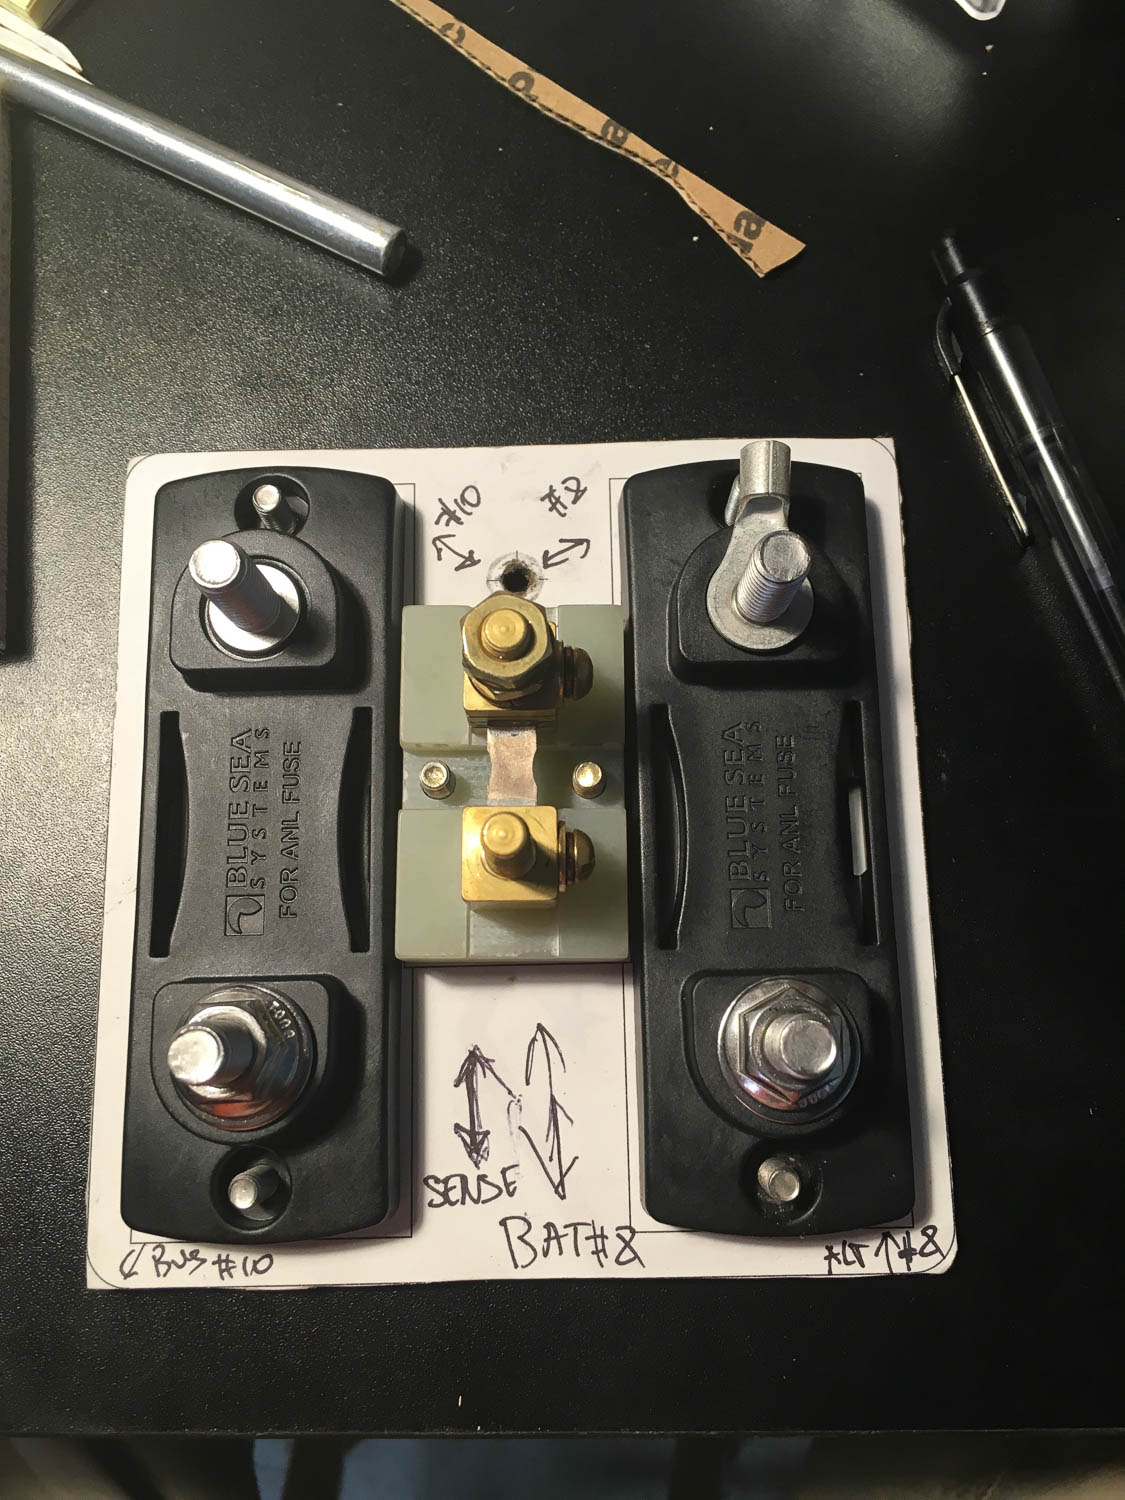 #10
#8
BLUE SEA
SYSTEMS
FOR ANL FUSE
BLUE SEA
SYSTEMS
FOR ANL FUSE
SENSE
BAT#8
BUS #10
ALT ↑#8